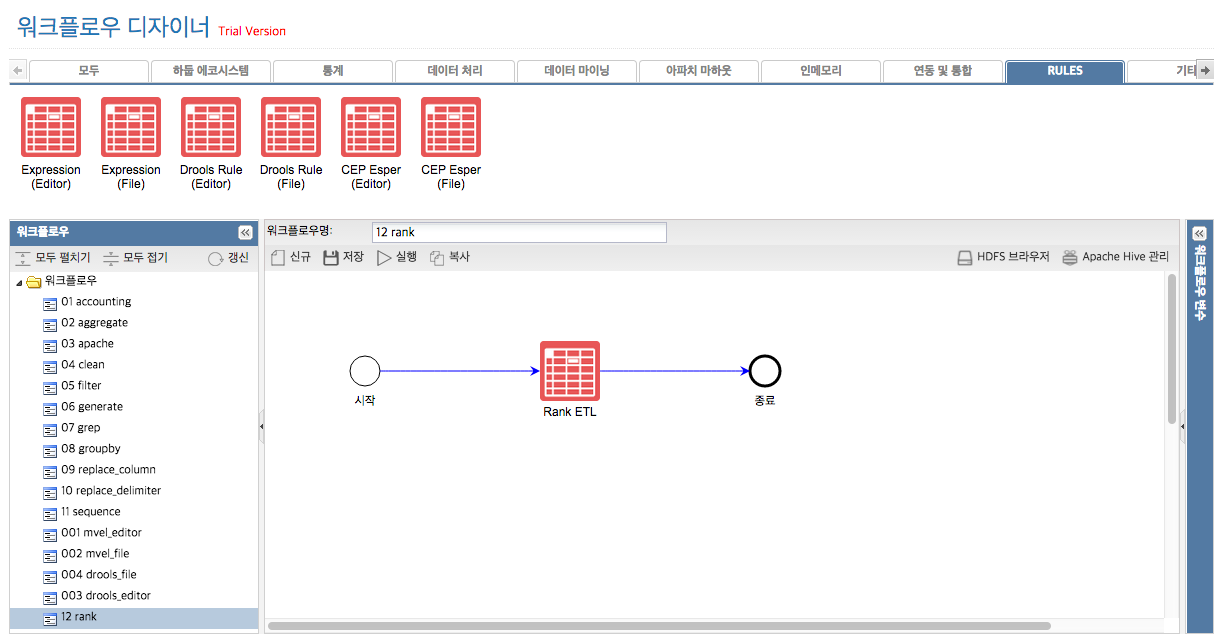 워크플로우 디자이너 Trial Version
모두 하둡 에코시스템 통계 데이터 처리 데이터 마이닝 아파치 마하웃 인메모리 연동 및 통합 RULES 기타
Expression (Editor)
Expression (File)
Drools Rule (Editor)
Drools Rule (File)
CEP Esper (Editor)
CEP Esper (File)
워크플로우
모두 펼치기 모두 접기 갱신
워크플로우
01 accounting
02 aggregate
03 apache
04 clean
05 filter
06 generate
07 grep
08 groupby
09 replace_column
10 replace_delimiter
11 sequence
001 mvel_editor
002 mvel_file
004 drools_file
003 drools_editor
12 rank
워크플로우명: 12 rank
신규 저장 실행 복사 HDFS 브라우저 Apache Hive 관리
시작
Rank ETL
종료
워크플로우 변수